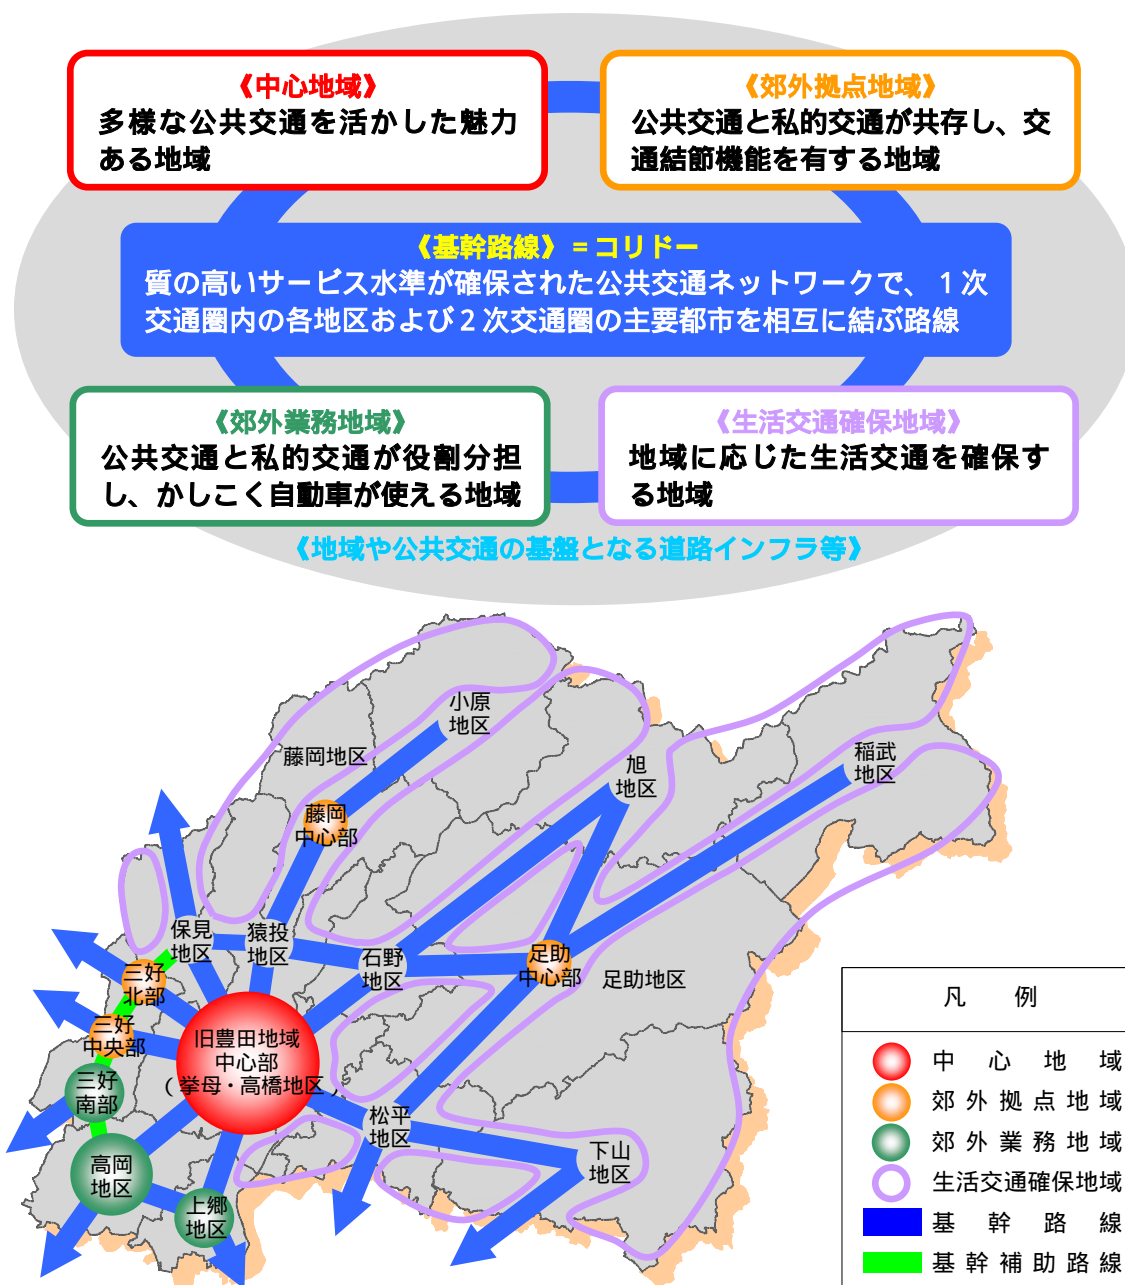 《中心地域》
多様な公共交通を活かした魅力
ある地域
《郊外拠点地域》
公共交通と私的交通が共存し、交
通結節機能を有する地域
《基幹路線》＝コリドー
質の高いサービス水準が確保された公共交通ネットワークで、１次
交通圏内の各地区および２次交通圏の主要都市を相互に結ぶ路線
《郊外業務地域》
公共交通と私的交通が役割分担
し、かしこく自動車が使える地域
《生活交通確保地域》
地域に応じた生活交通を確保す
る地域
《地域や公共交通の基盤となる道路インフラ等》
小原
地区
藤岡地区
旭
地区
稲武
地区
藤岡
中心部
保見
地区
猿投
地区
石野
地区
足助
中心部
足助地区
三好
北部
三好
中央部
旧豊田地域
中心部
（挙母・高橋地区）
三好
南部
松平
地区
下山
地区
高岡
地区
上郷
地区
凡例
中心地域
郊外拠点地域
郊外業務地域
生活交通確保地域
基幹路線
基幹補助路線